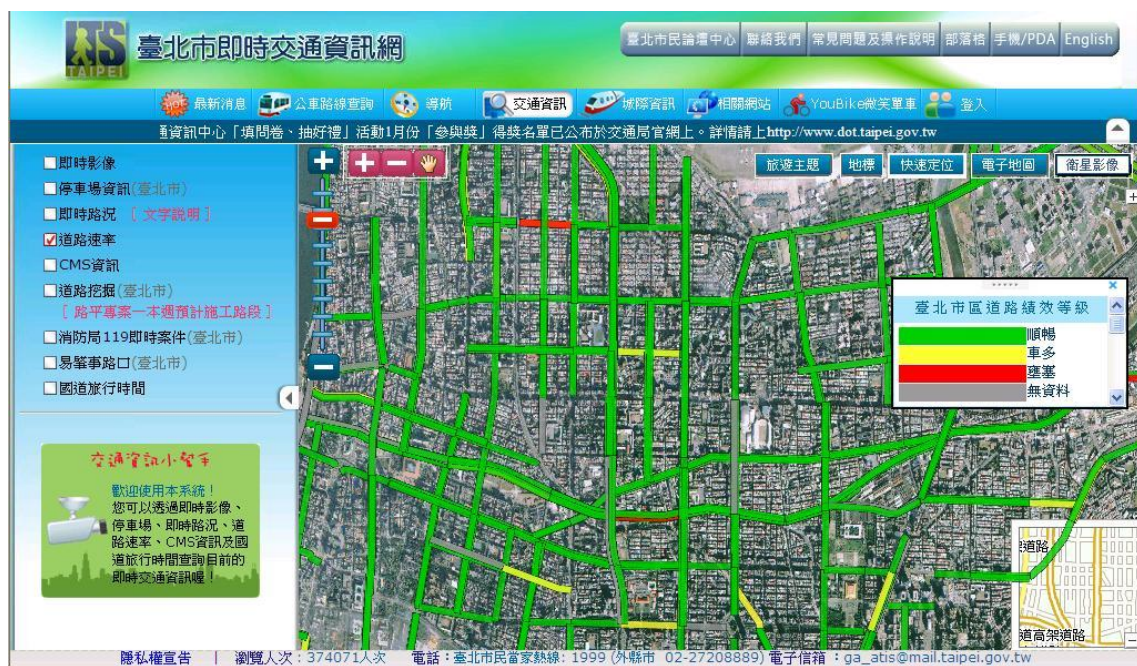 ITS
TAIPEI
臺北市即時交通資訊網
臺北市民論壇中心 聯絡我們 常見問題及操作說明 部落格 手機/PDA English
HOT 最新消息 公車路線查詢 導航 交通資訊 城際資訊 相關網站 YouBike微笑單車 登入
通資訊中心「填問卷、抽好禮」活動1月份「參與獎」得獎名單已公布於交通局官網上。詳情請上http://www.dot.taipei.gov.tw
即時影像
停車場資訊(臺北市)
即時路況 [ 文字說明 ]
道路速率
CMS資訊
道路挖掘(臺北市)
[ 路平專案一本週預計施工路段 ]
消防局119即時案件(臺北市)
易肇事路口(臺北市)
國道旅行時間
交通資訊小幫手
歡迎使用本系統！
您可以透過即時影像、
停車場、即時路況、道
路速率、CMS資訊及國
道旅行時間查詢目前的
即時交通資訊喔！
旅遊主題 地標 快速定位 電子地圖 衛星影像
臺北市區道路績效等級
順暢
車多
壅塞
無資料
道路
道高架道路
隱私權宣告 | 瀏覽人次：374071人次 電話：臺北市民當家熱線: 1999 (外縣市 02-27208889) 電子信箱：ga_atis@mail.taipei.gov.tw